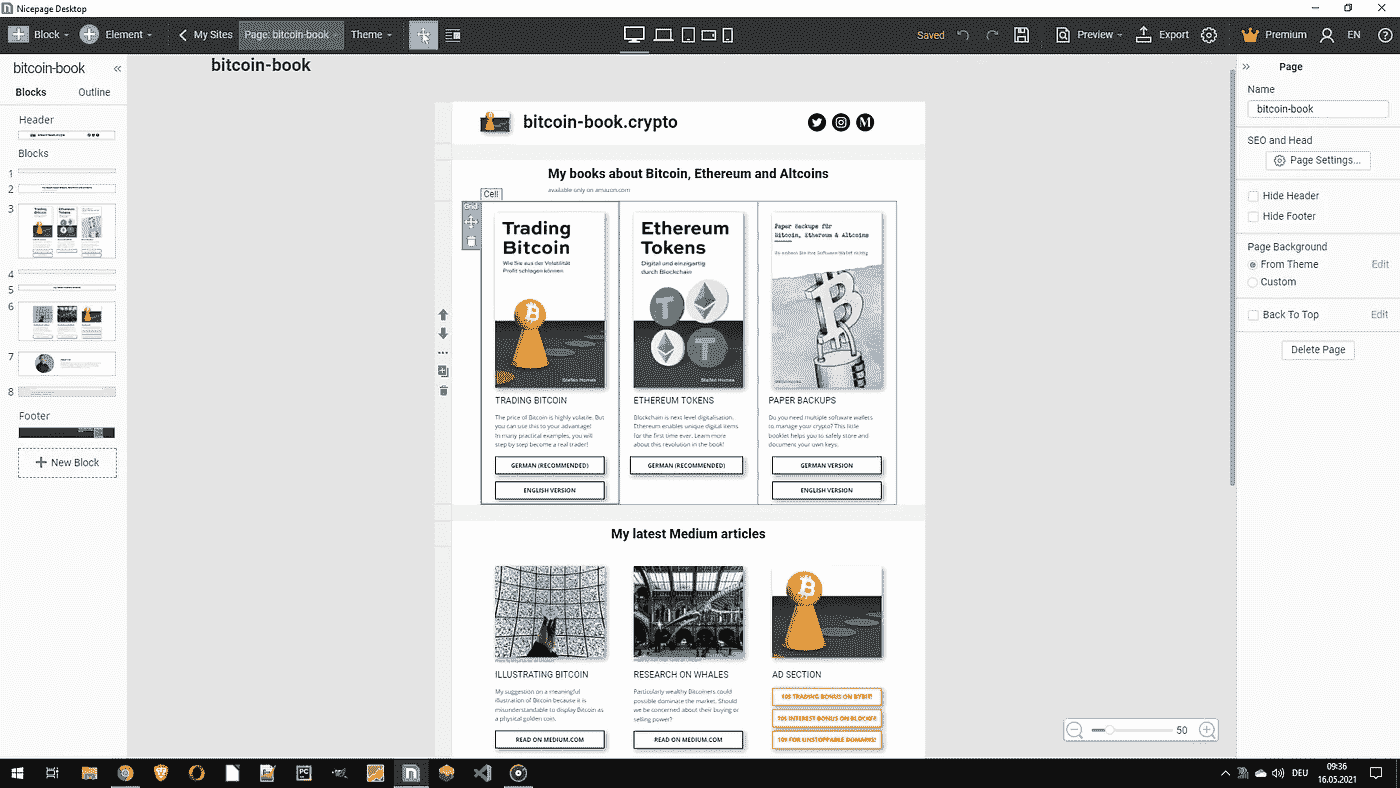 Nicepage Desktop
Block
Element
My Sites
Page: bitcoin-book
Theme
Saved
Preview
Export
Premium
EN
bitcoin-book
Blocks
Outline
Header
Blocks
1
2
3
4
5
6
7
8
Footer
New Block
bitcoin-book
bitcoin-book.crypto
My books about Bitcoin, Ethereum and Altcoins
available only on amazon.com
Cell
Grid
Trading
Bitcoin
Wie Sie aus der Volatilität
Profit schlagen können
Steffen Homes
Ethereum
Tokens
Digital und einzigartig
durch Blockchain
Steffen Homes
Paper Backups für
Bitcoin, Ethereum & Altcoins
TRADING BITCOIN
The price of Bitcoin is highly volatile. But
you can use this to your advantage!
In many practical examples, you will
step by step become a real trader!
GERMAN (RECOMMENDED)
ENGLISH VERSION
ETHEREUM TOKENS
Blockchain is next level digitalisation.
Ethereum enables unique digital items
for the first time ever. Learn more
about this revolution in the book!
GERMAN (RECOMMENDED)
PAPER BACKUPS
Do you need multiple software wallets
to manage your crypto? This little
booklet helps you to safely store and
document your own keys.
GERMAN VERSION
ENGLISH VERSION
My latest Medium articles
ILLUSTRATING BITCOIN
My suggestion on a meaningful
illustration of Bitcoin because it is
misunderstandable to display Bitcoin as
a physical golden coin.
READ ON MEDIUM.COM
RESEARCH ON WHALES
Particularly wealthy Bitcoiners could
possible dominate the market. Should
we be concerned about their buying or
selling power?
READ ON MEDIUM.COM
AD SECTION
10$ TRADING BONUS ON BYBIT!
10$ INTEREST BONUS ON BLOCKFI!
10$ FOR UNSTOPPABLE DOMAINS!
Page
Name
bitcoin-book
SEO and Head
Page Settings...
Hide Header
Hide Footer
Page Background
From Theme
Edit
Custom
Back To Top
Edit
Delete Page
50
DEU
09:36
16.05.2021